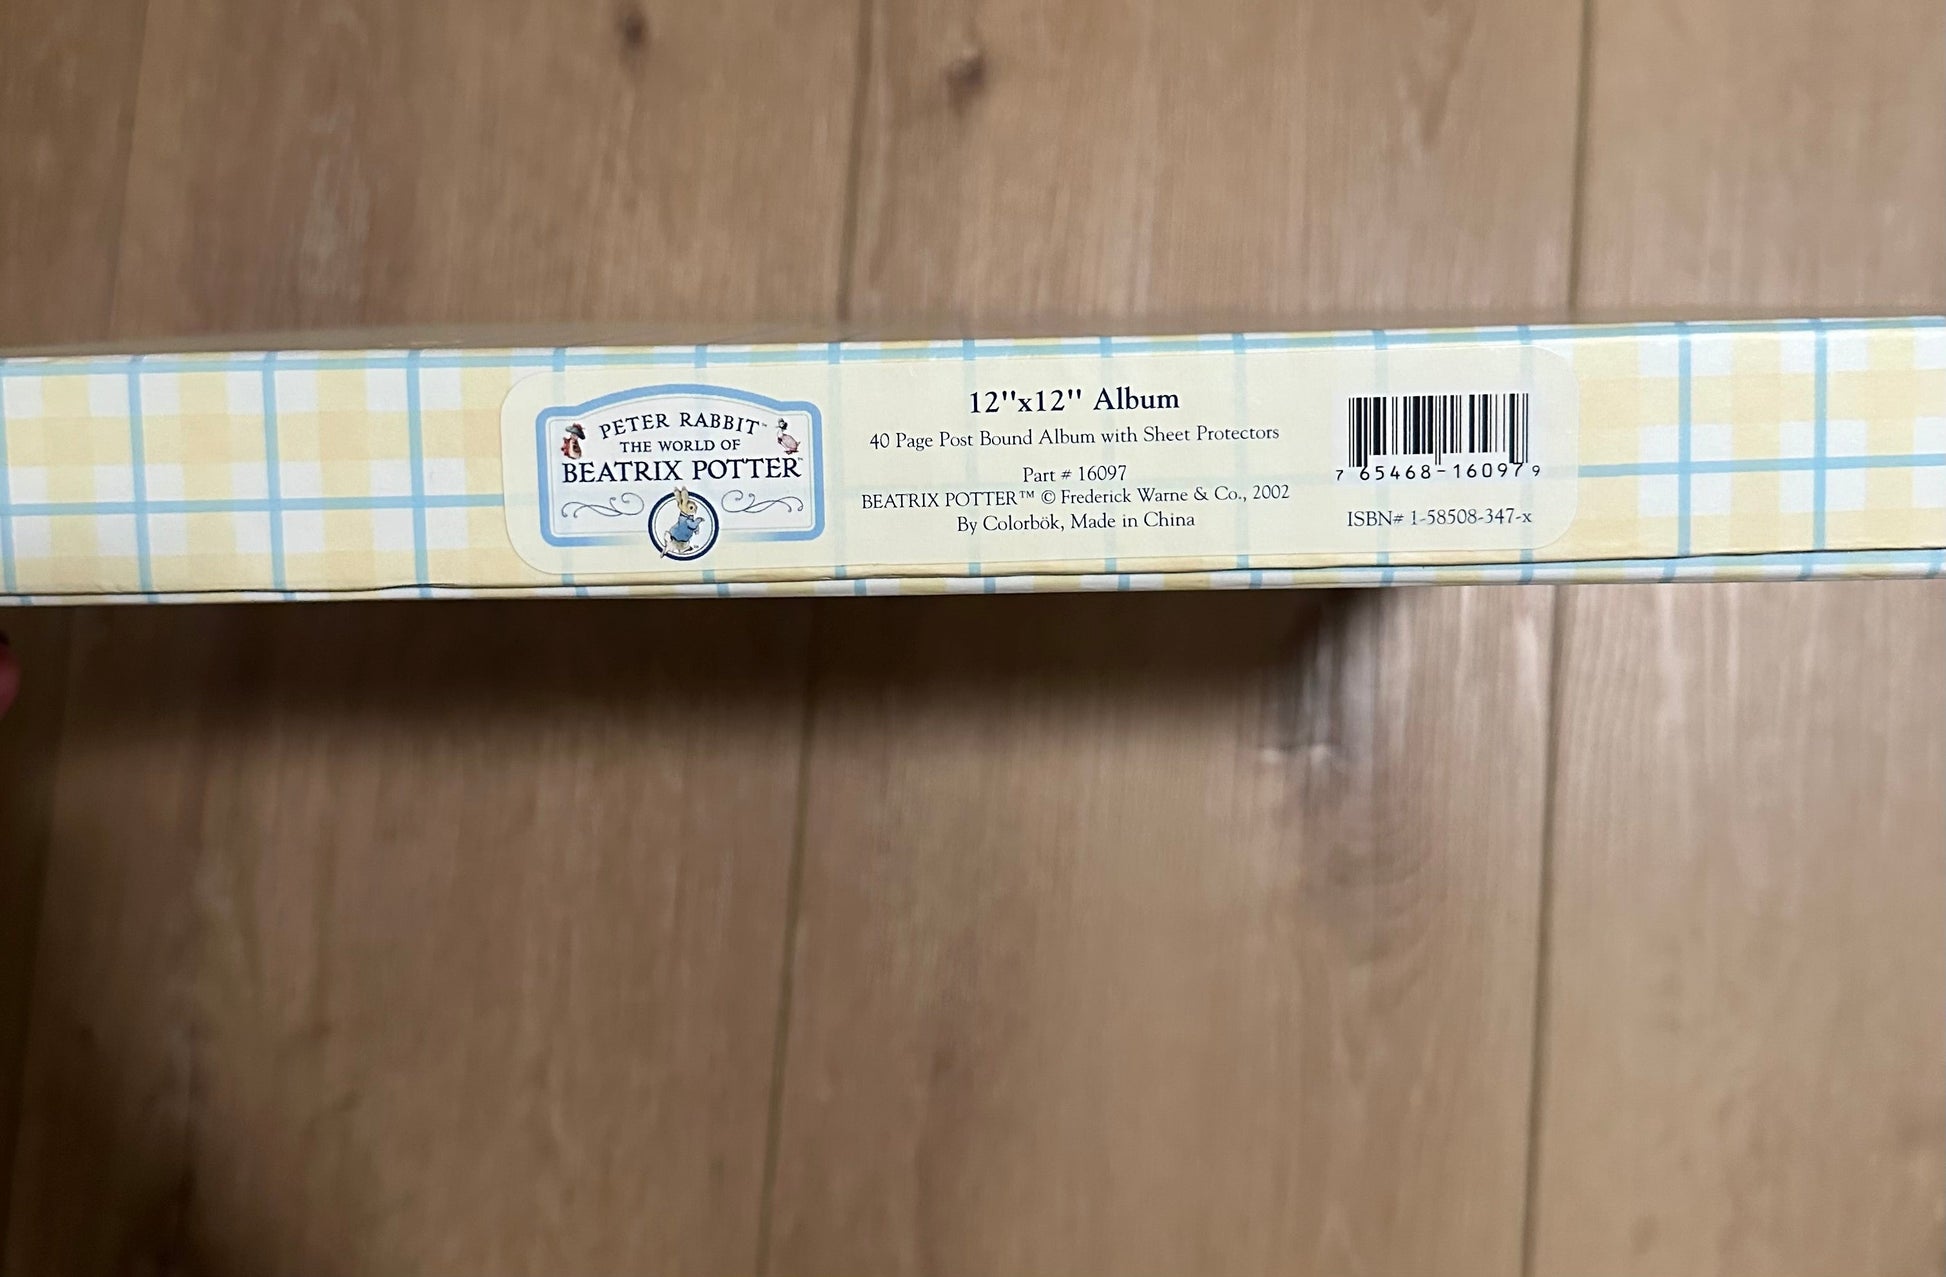 PETER RABBIT™
THE WORLD OF
BEATRIX POTTER™
12"x12" Album
40 Page Post Bound Album with Sheet Protectors
Part # 16097
BEATRIX POTTER™ © Frederick Warne & Co., 2002
By Colorbök, Made in China
7 65468-16097 9
ISBN# 1-58508-347-x